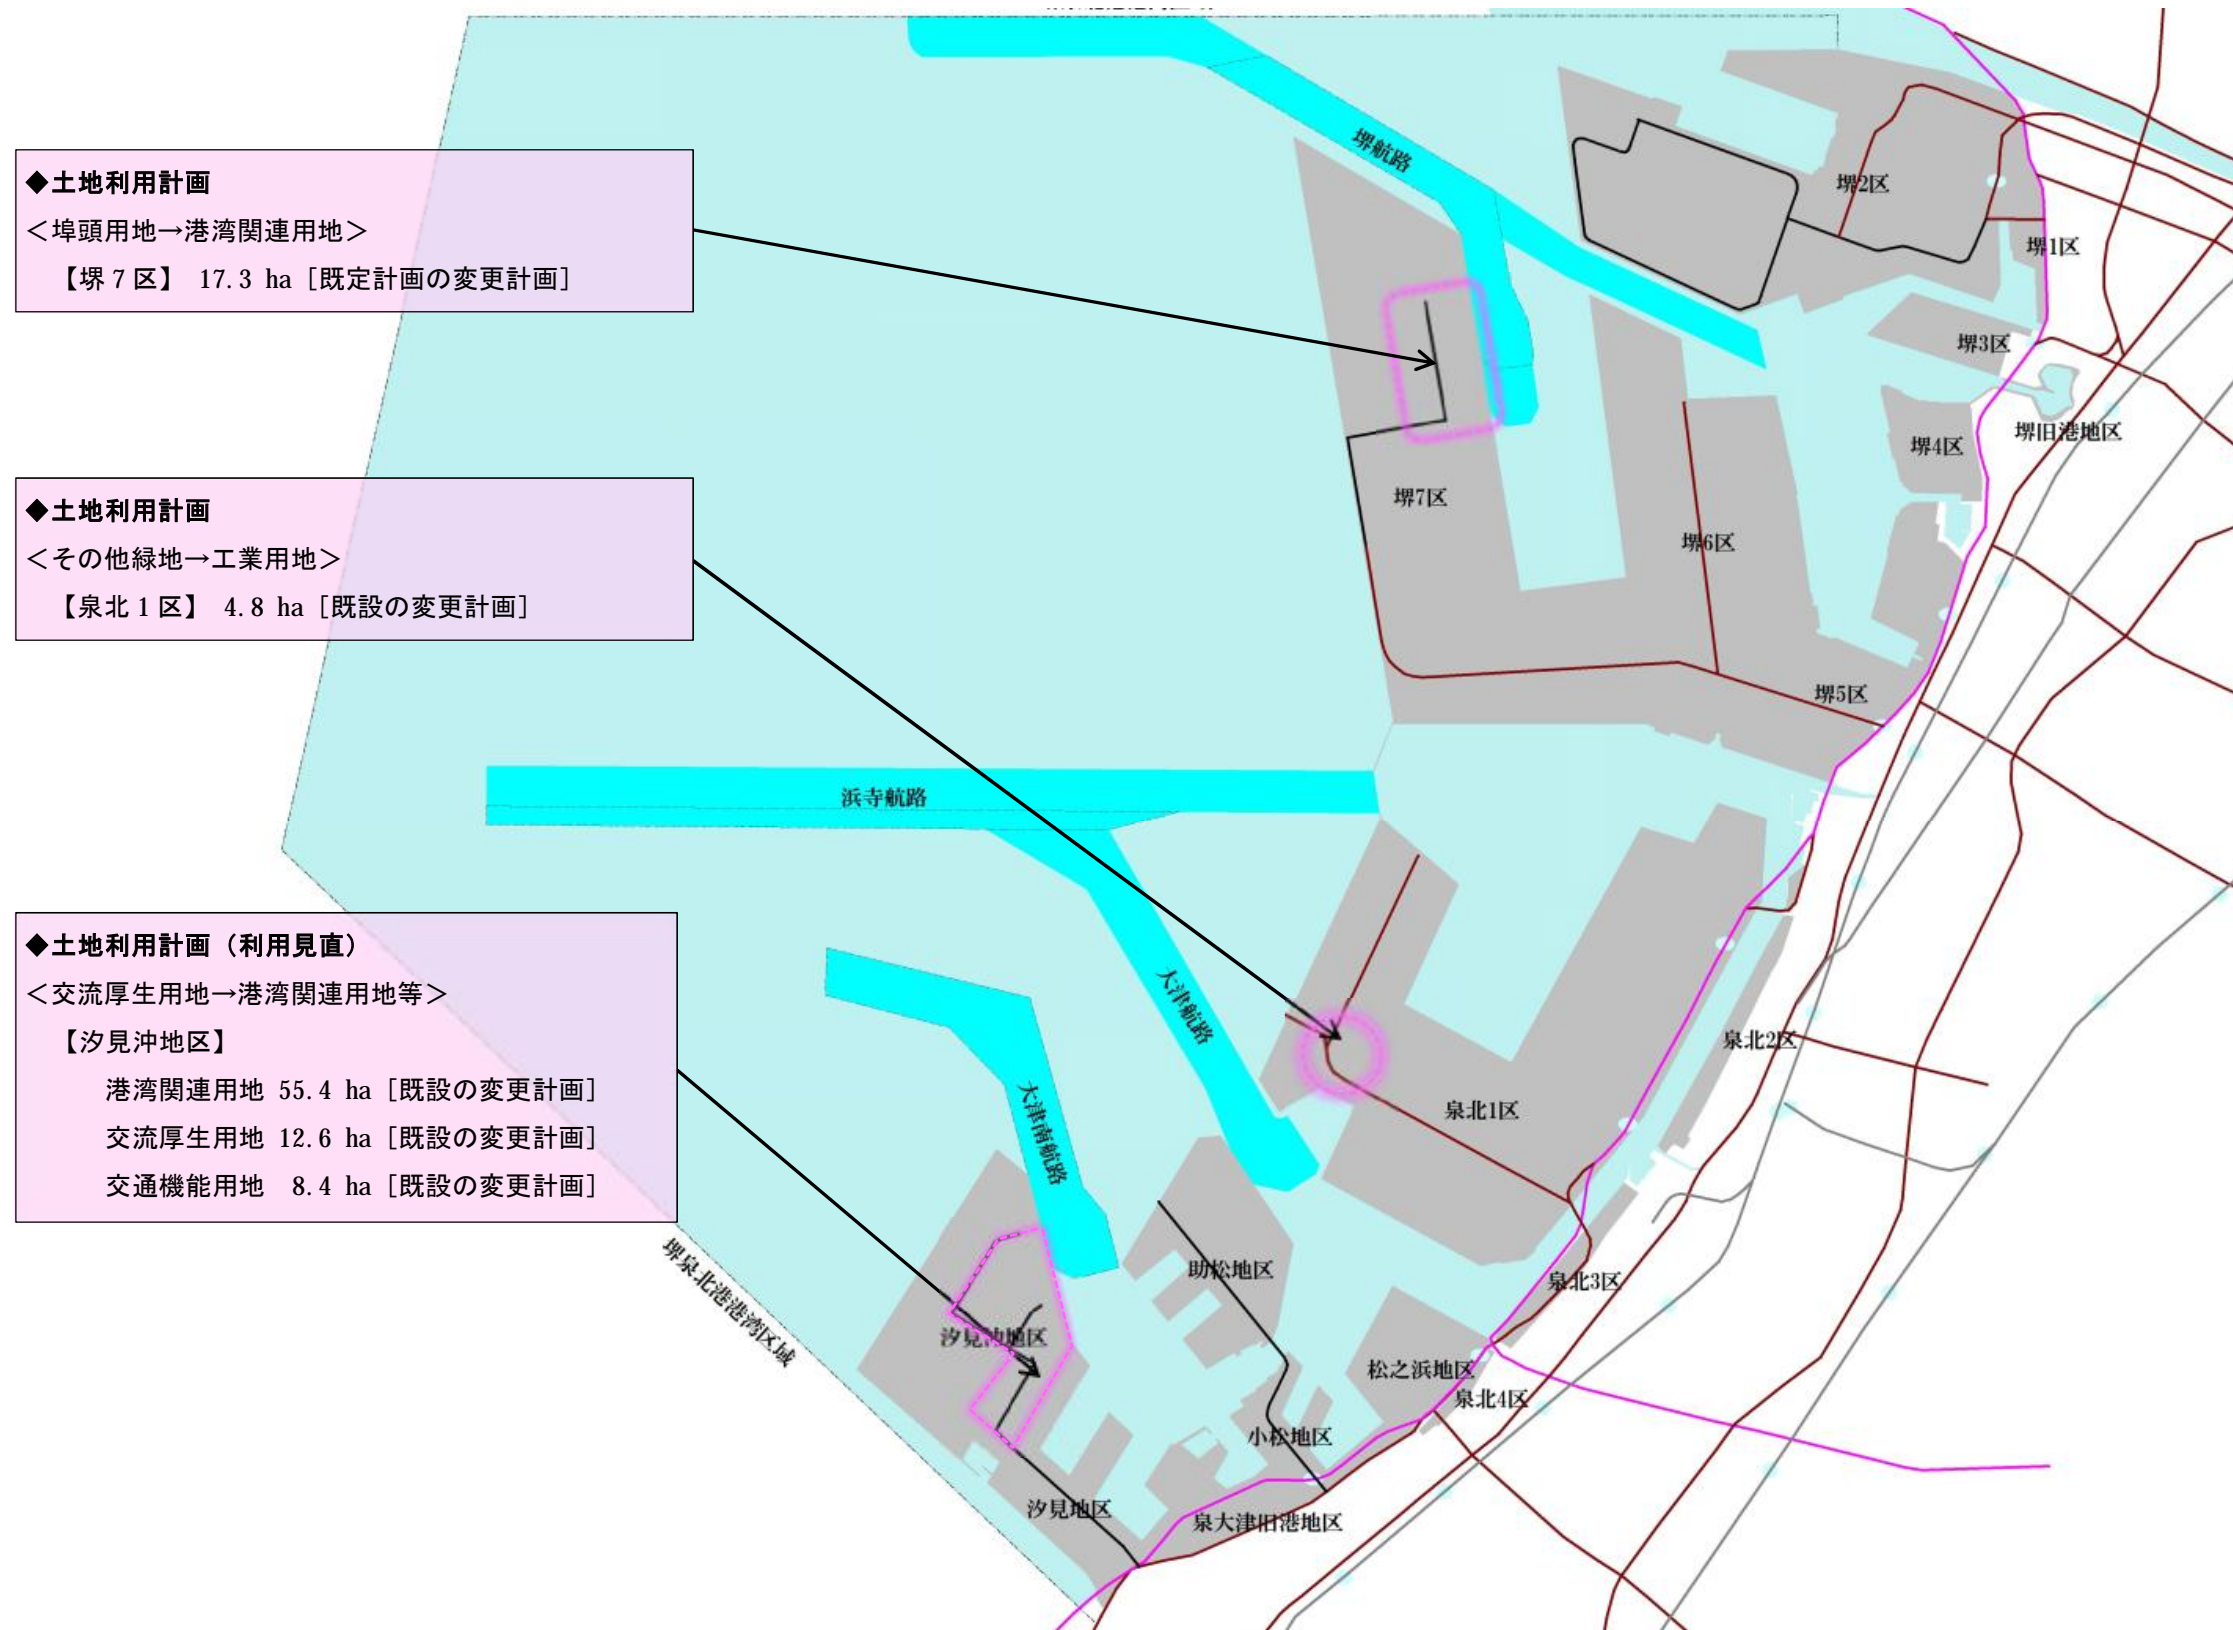 ◆土地利用計画
＜埠頭用地→港湾関連用地＞
【堺７区】 17.3 ha［既定計画の変更計画］
◆土地利用計画
＜その他緑地→工業用地＞
【泉北１区】 4.8 ha［既設の変更計画］
◆土地利用計画（利用見直）
＜交流厚生用地→港湾関連用地等＞
【汐見沖地区】
港湾関連用地 55.4 ha［既設の変更計画］
交流厚生用地 12.6 ha［既設の変更計画］
交通機能用地 8.4 ha［既設の変更計画］
堺航路
堺2区
堺1区
堺3区
堺旧港地区
堺4区
堺7区
堺6区
堺5区
浜寺航路
大津航路
大津南航路
泉北2区
泉北1区
泉北3区
助松地区
汐見沖地区
堺泉北港港湾区域
松之浜地区
泉北4区
小松地区
汐見地区
泉大津旧港地区